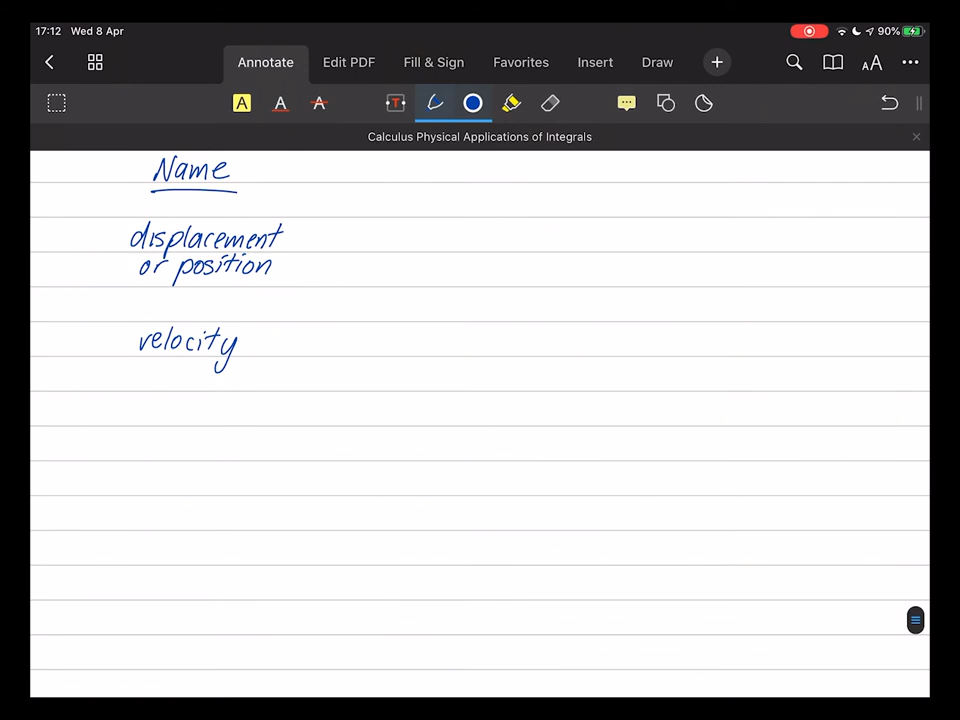 17:12 Wed 8 Apr 90%
Annotate Edit PDF Fill & Sign Favorites Insert Draw
A A A T AA
Calculus Physical Applications of Integrals
Name
displacement
or position
velocity